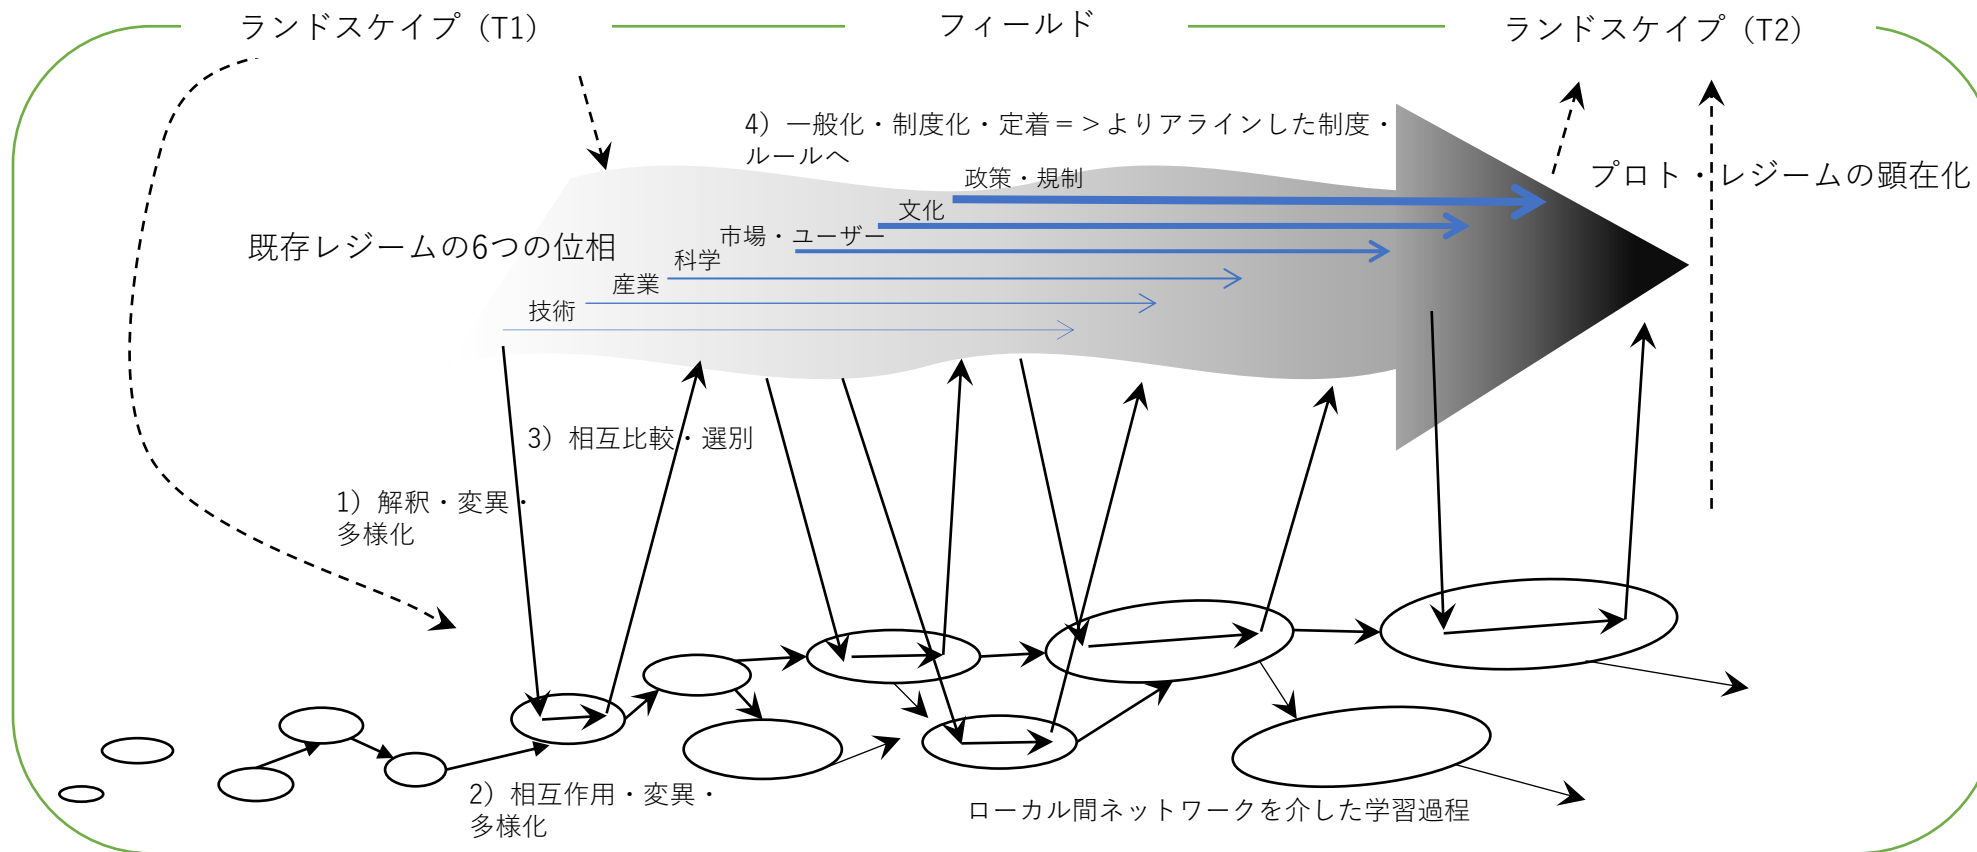 ランドスケイプ（T1）
フィールド
ランドスケイプ（T2）
4）一般化・制度化・定着＝＞よりアラインした制度・
ルールへ
プロト・レジームの顕在化
政策・規制
文化
市場・ユーザー
既存レジームの6つの位相
科学
産業
技術
3）相互比較・選別
1）解釈・変異・
多様化
2）相互作用・変異・
多様化
ローカル間ネットワークを介した学習過程